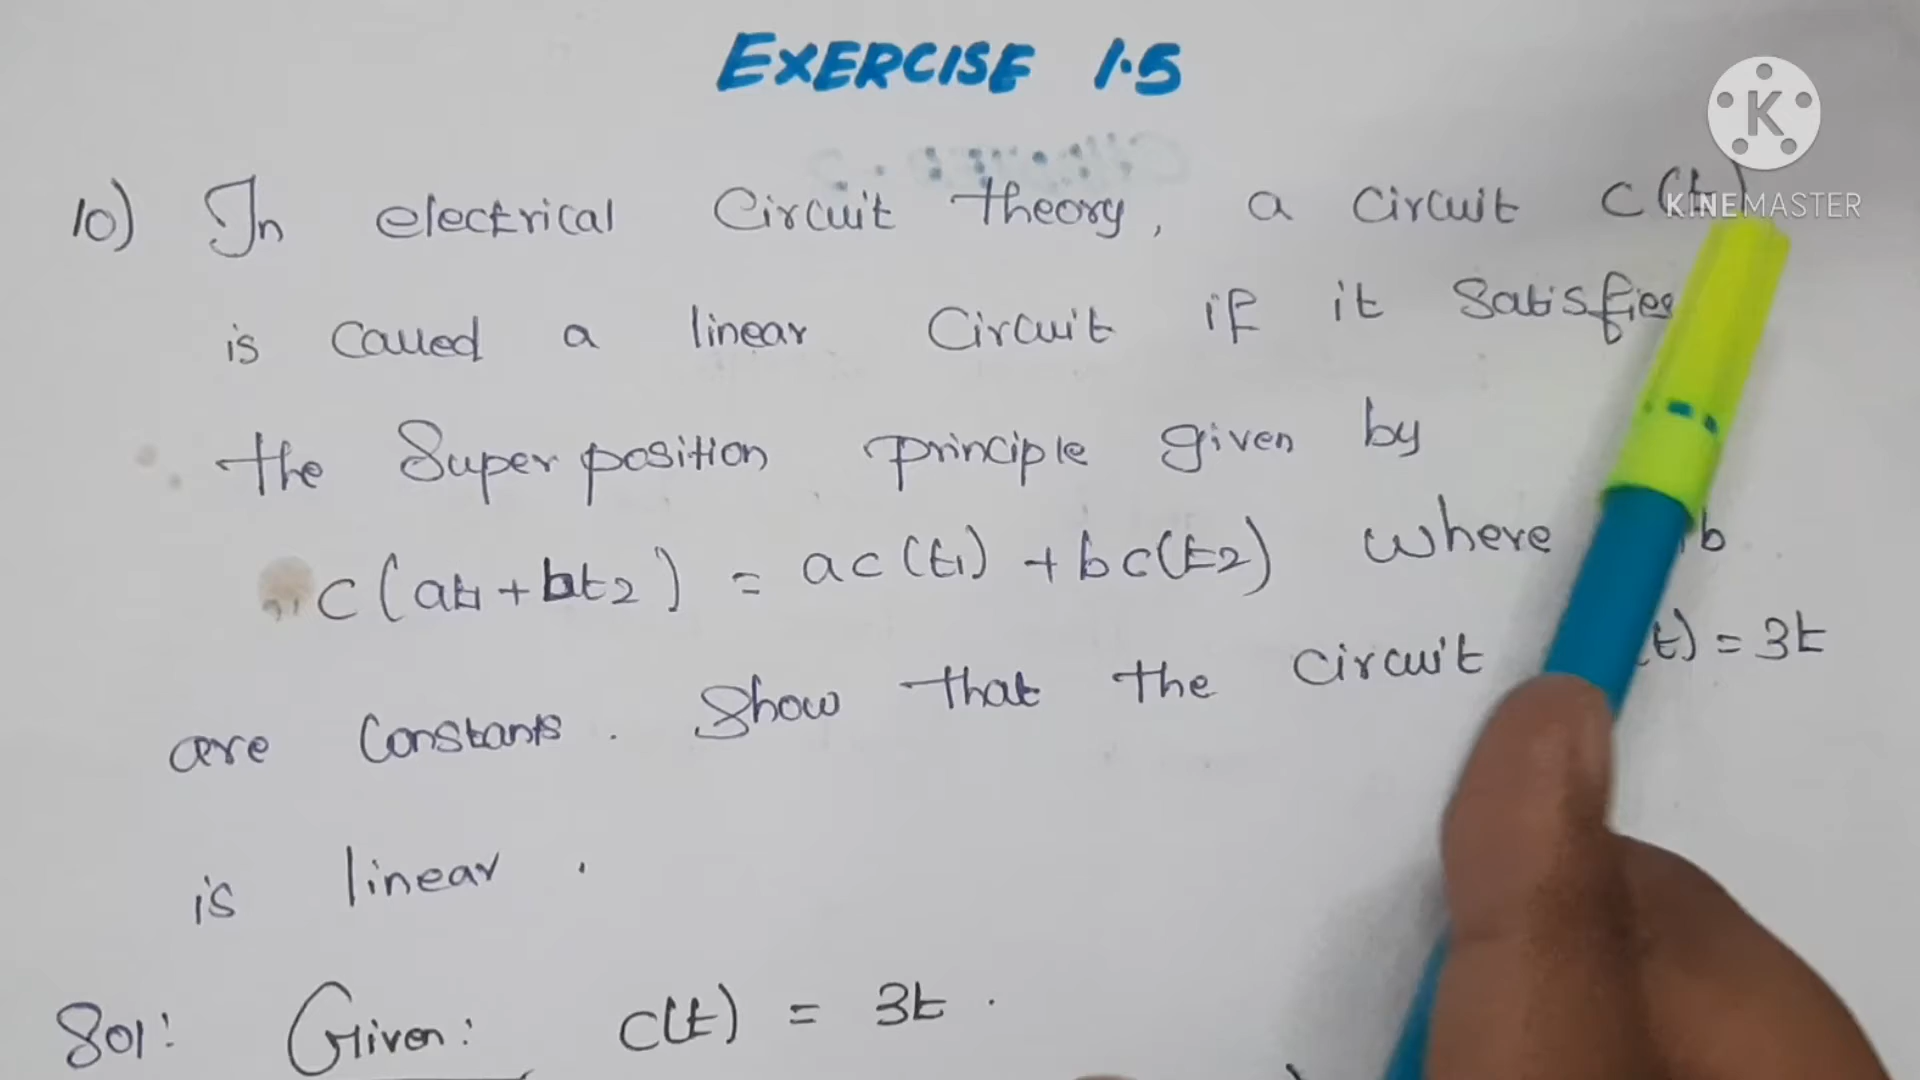 EXERCISE 1.5
K
KINEMASTER
10) In electrical circuit theory, a circuit c(t)
is called a linear circuit if it satisfies
the Superposition principle given by
c(at1 + bt2) = ac(t1) + bc(t2) where b
are constants. Show that the circuit (t) = 3t
is linear.
Sol: Given: c(t) = 3t.